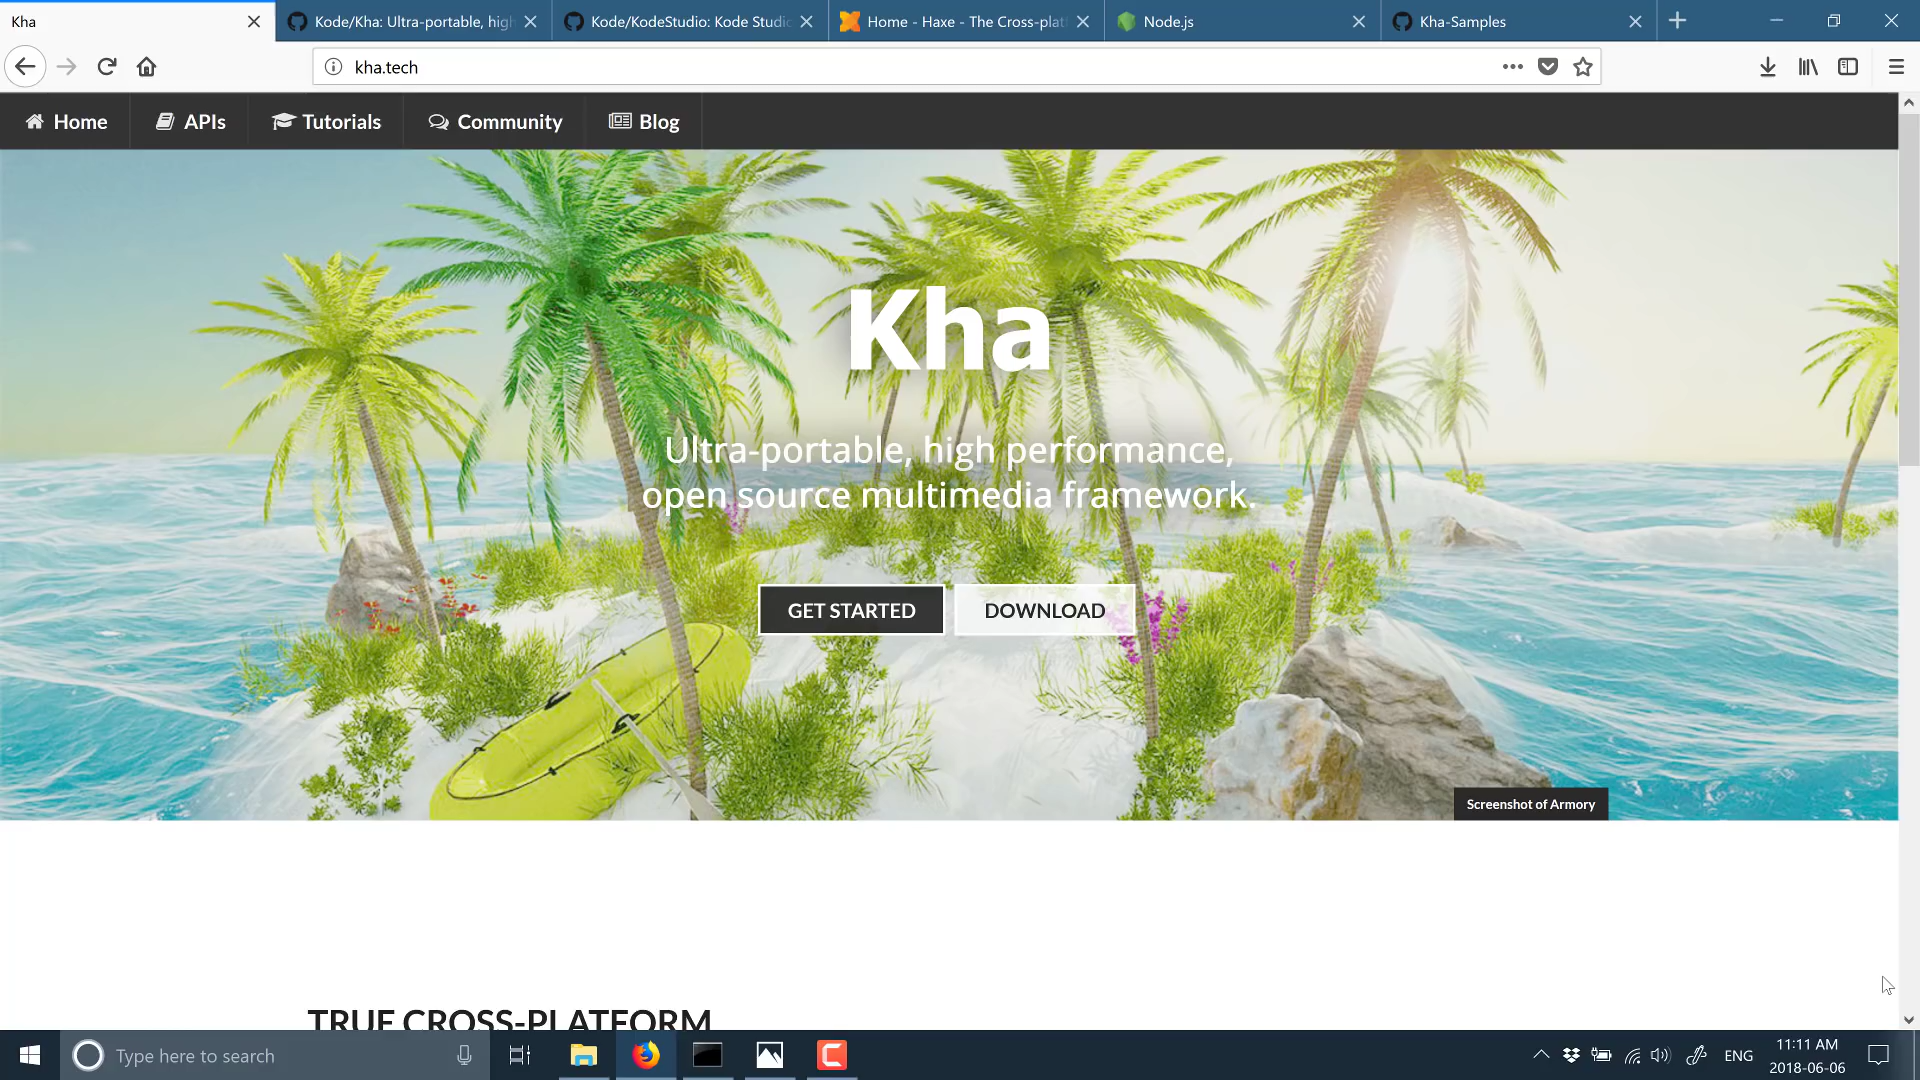 Kha
Kode/Kha: Ultra-portable, high
Kode/KodeStudio: Kode Studio
Home - Haxe - The Cross-plat
Node.js
Kha-Samples
kha.tech
Home
APIs
Tutorials
Community
Blog
Kha
Ultra-portable, high performance,
open source multimedia framework.
GET STARTED
DOWNLOAD
Screenshot of Armory
TRUE CROSS-PLATFORM
Type here to search
ENG
11:11 AM
2018-06-06